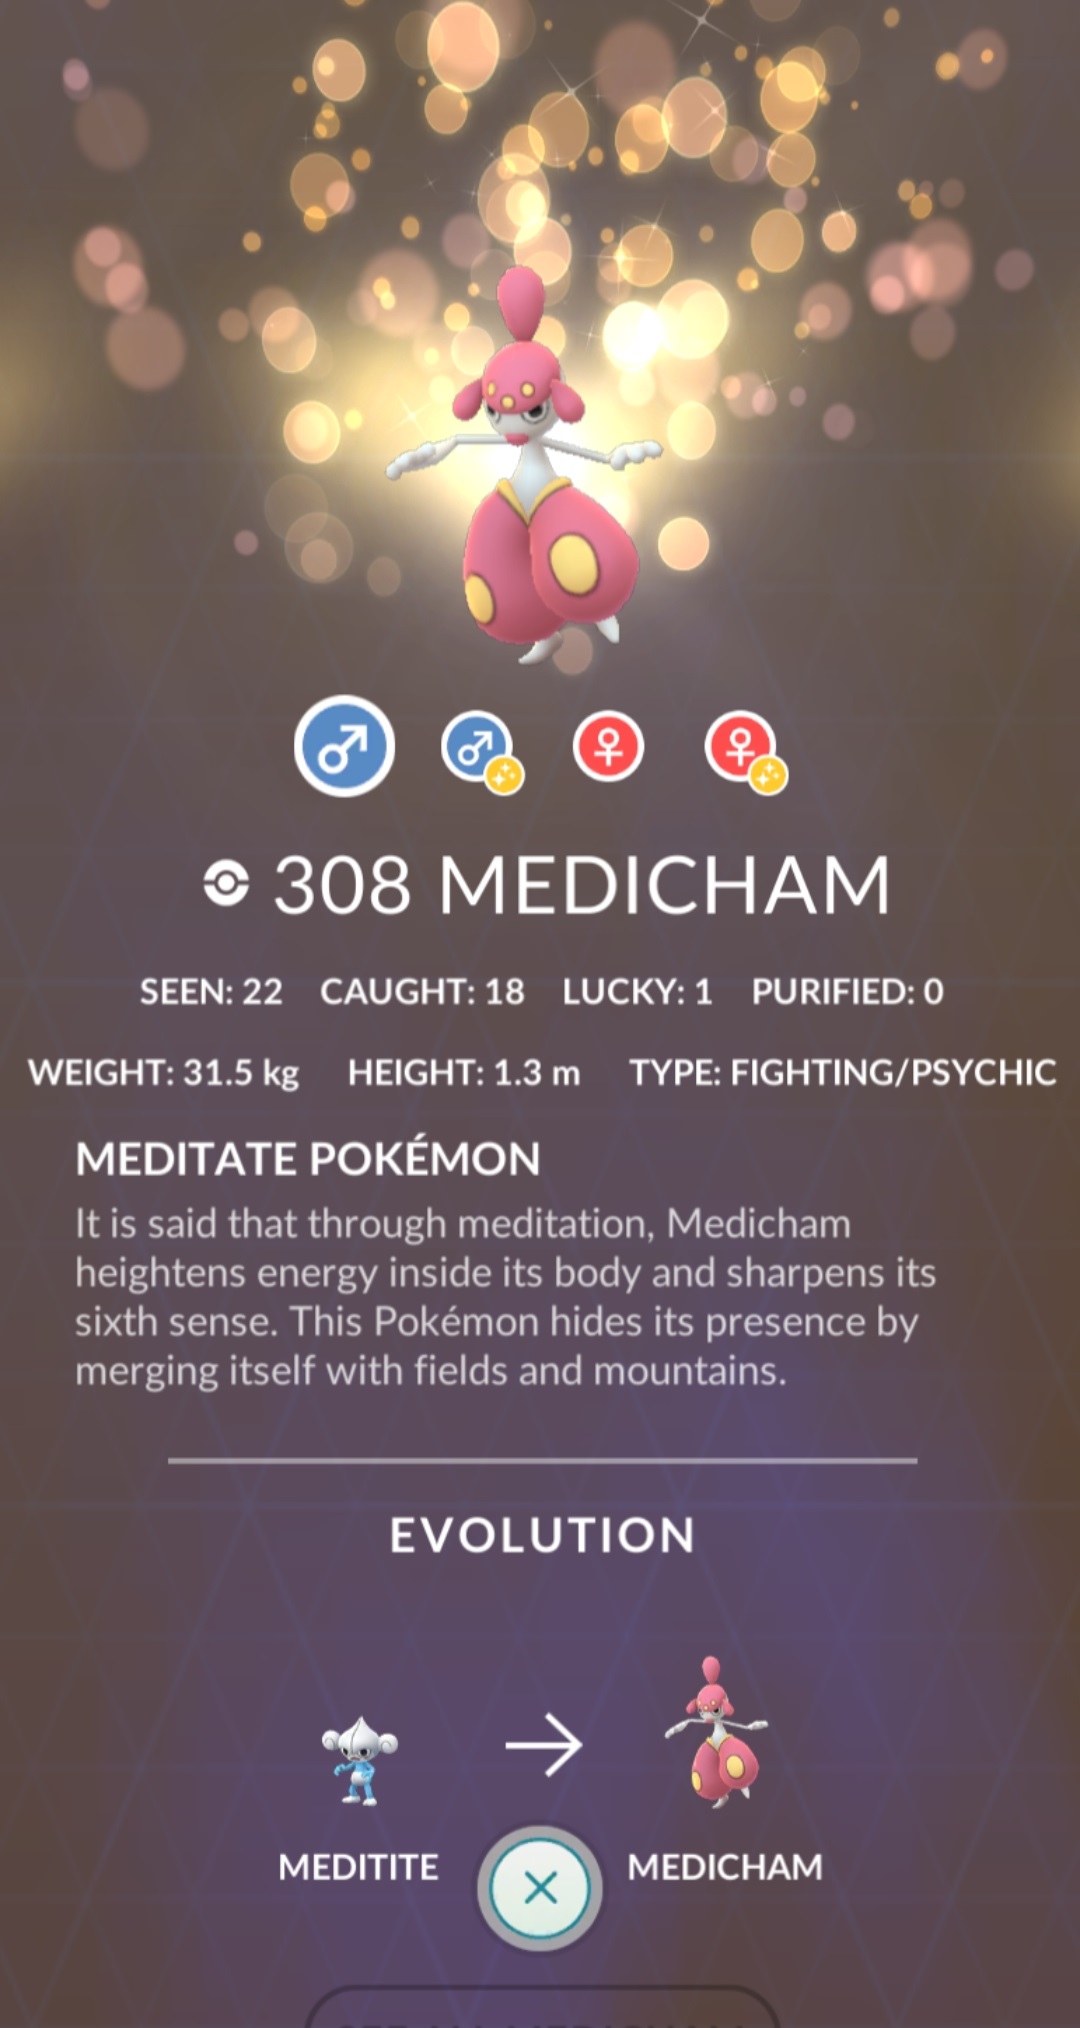 308 MEDICHAM
SEEN: 22 CAUGHT: 18 LUCKY: 1 PURIFIED: 0
WEIGHT: 31.5 kg HEIGHT: 1.3 m TYPE: FIGHTING/PSYCHIC
MEDITATE POKÉMON
It is said that through meditation, Medicham
heightens energy inside its body and sharpens its
sixth sense. This Pokémon hides its presence by
merging itself with fields and mountains.
EVOLUTION
MEDITITE MEDICHAM